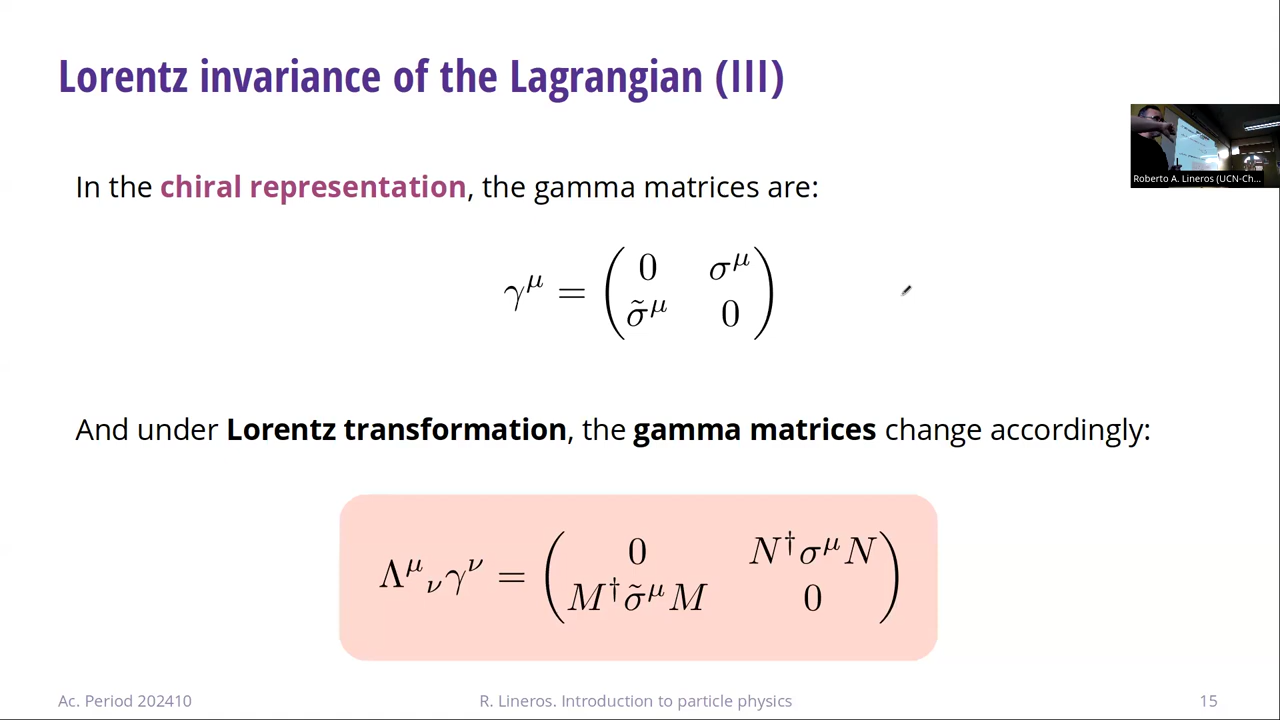 Lorentz invariance of the Lagrangian (III)
In the chiral representation, the gamma matrices are:
γ^μ = ( 0 σ^μ
σ̃^μ 0 )
And under Lorentz transformation, the gamma matrices change accordingly:
Λ^μ_ν γ^ν = ( 0 N†σ^μN
M†σ̃^μM 0 )
Roberto A. Lineros (UCN-Ch...
Ac. Period 202410
R. Lineros. Introduction to particle physics
15